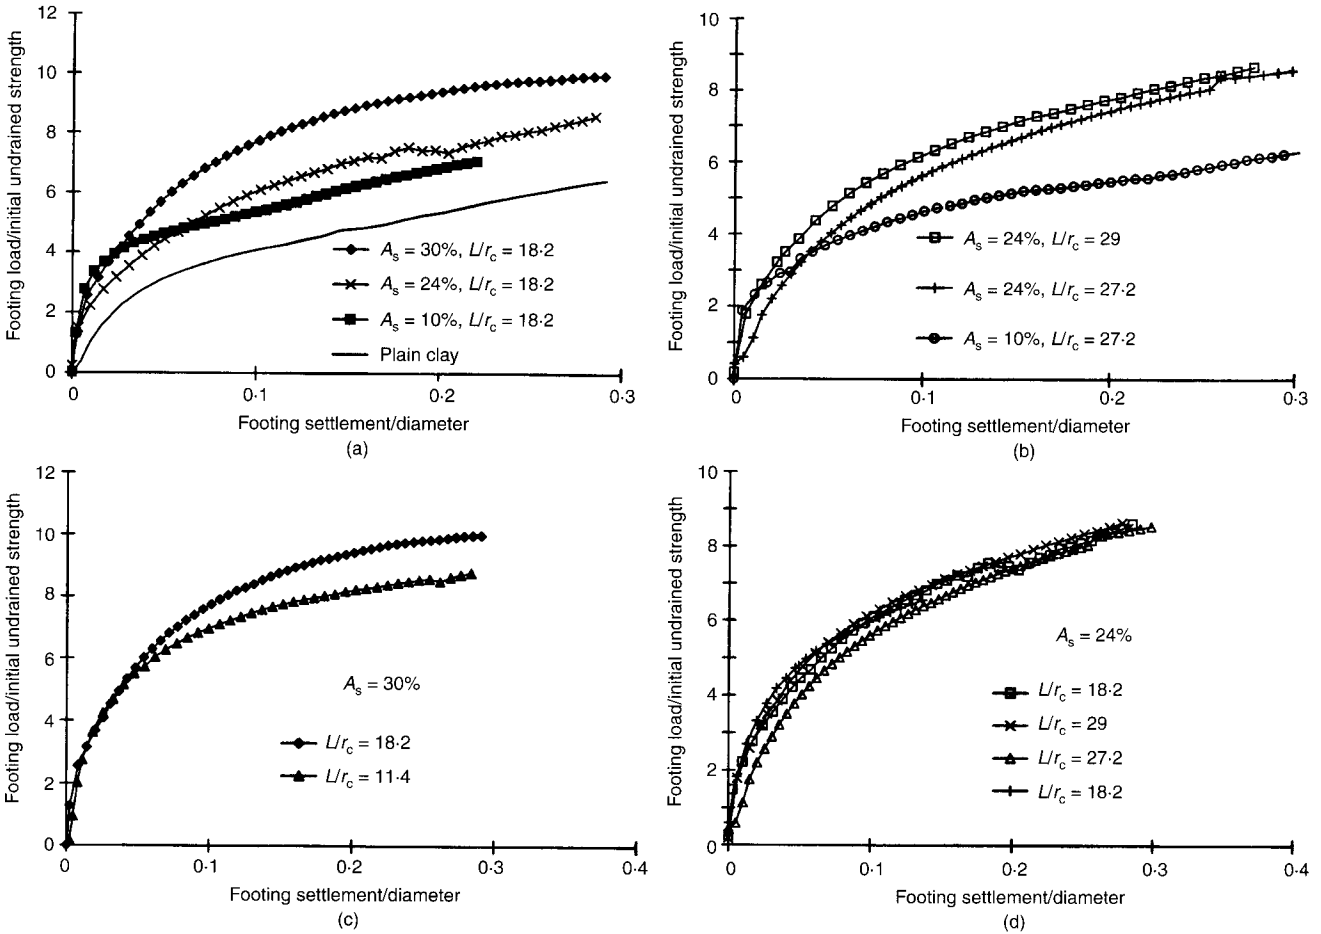 Footing load/initial undrained strength
12
10
8
6
4
2
0
0
0·1
0·2
0·3
A_s = 30%, L/r_c = 18·2
A_s = 24%, L/r_c = 18·2
A_s = 10%, L/r_c = 18·2
Plain clay
Footing settlement/diameter
(a)
Footing load/initial undrained strength
10
8
6
4
2
0
0
0·1
0·2
0·3
A_s = 24%, L/r_c = 29
A_s = 24%, L/r_c = 27·2
A_s = 10%, L/r_c = 27·2
Footing settlement/diameter
(b)
Footing load/initial undrained strength
12
10
8
6
4
2
0
0
0·1
0·2
0·3
0·4
A_s = 30%
L/r_c = 18·2
L/r_c = 11·4
Footing settlement/diameter
(c)
Footing load/initial undrained strength
10
8
6
4
2
0
0
0·1
0·2
0·3
0·4
A_s = 24%
L/r_c = 18·2
L/r_c = 29
L/r_c = 27·2
L/r_c = 18·2
Footing settlement/diameter
(d)